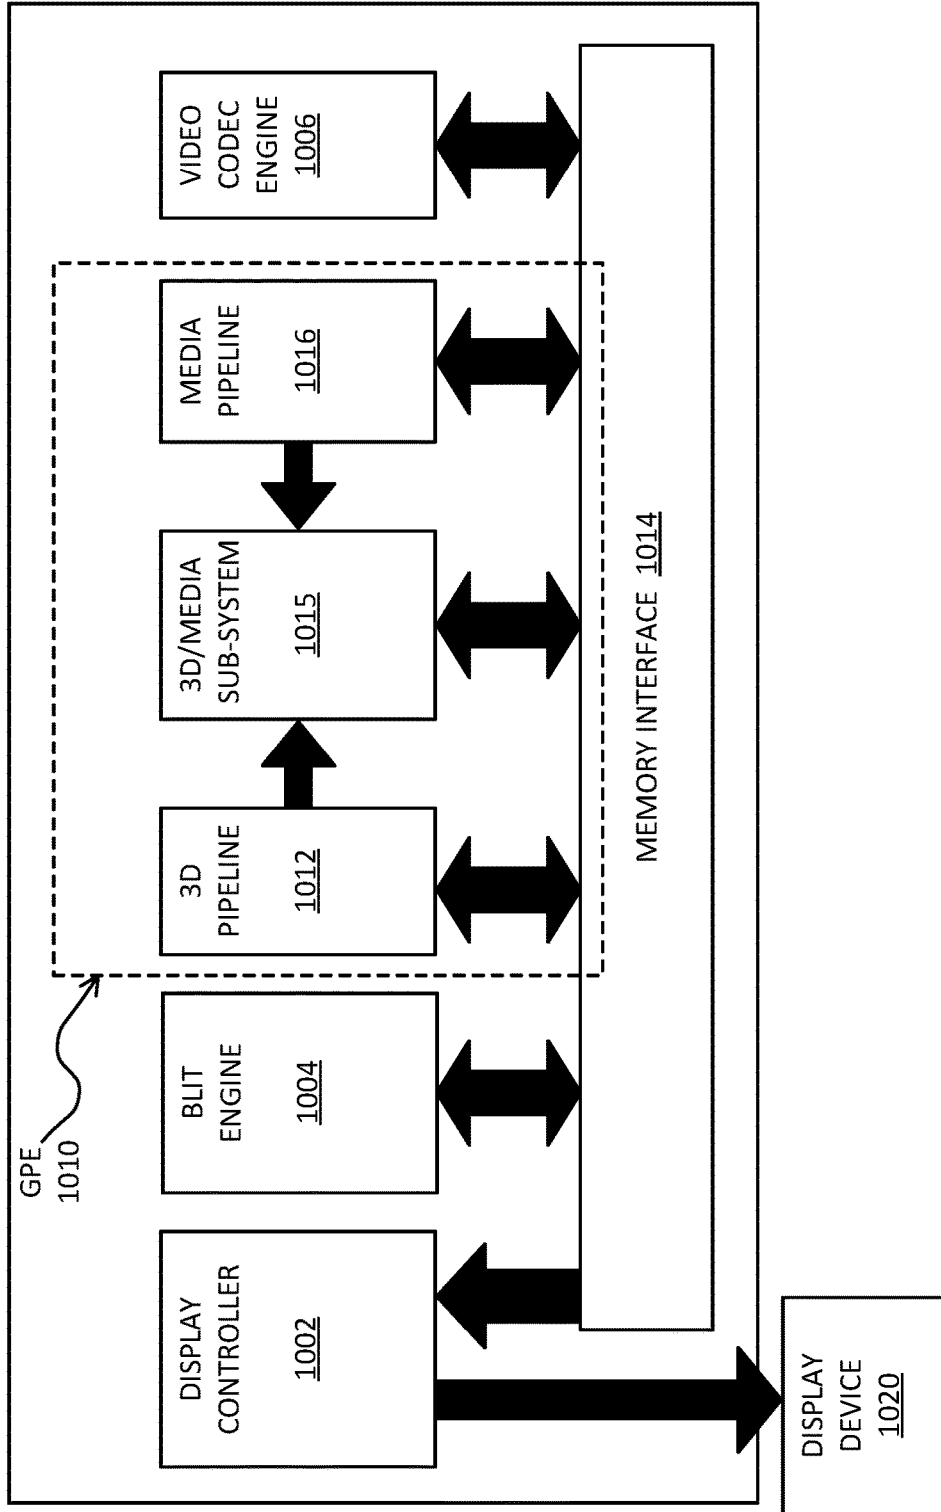 GPE
1010
DISPLAY
CONTROLLER
1002
BLIT
ENGINE
1004
3D
PIPELINE
1012
3D/MEDIA
SUB-SYSTEM
1015
MEDIA
PIPELINE
1016
VIDEO
CODEC
ENGINE
1006
MEMORY INTERFACE 1014
DISPLAY
DEVICE
1020